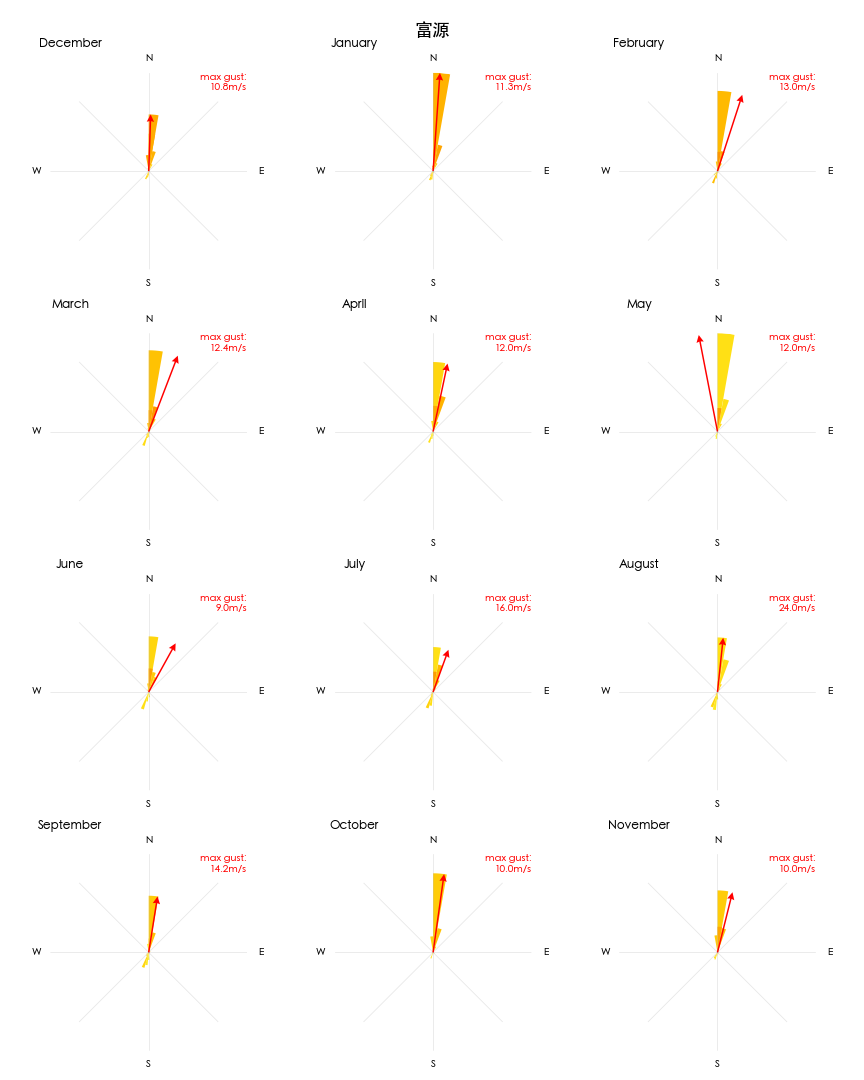 富源
December
January
February
N
N
N
max gust:
10.8m/s
max gust:
11.3m/s
max gust:
13.0m/s
W
E
W
E
W
E
S
S
S
March
April
May
N
N
N
max gust:
12.4m/s
max gust:
12.0m/s
max gust:
12.0m/s
W
E
W
E
W
E
S
S
S
June
July
August
N
N
N
max gust:
9.0m/s
max gust:
16.0m/s
max gust:
24.0m/s
W
E
W
E
W
E
S
S
S
September
October
November
N
N
N
max gust:
14.2m/s
max gust:
10.0m/s
max gust:
10.0m/s
W
E
W
E
W
E
S
S
S